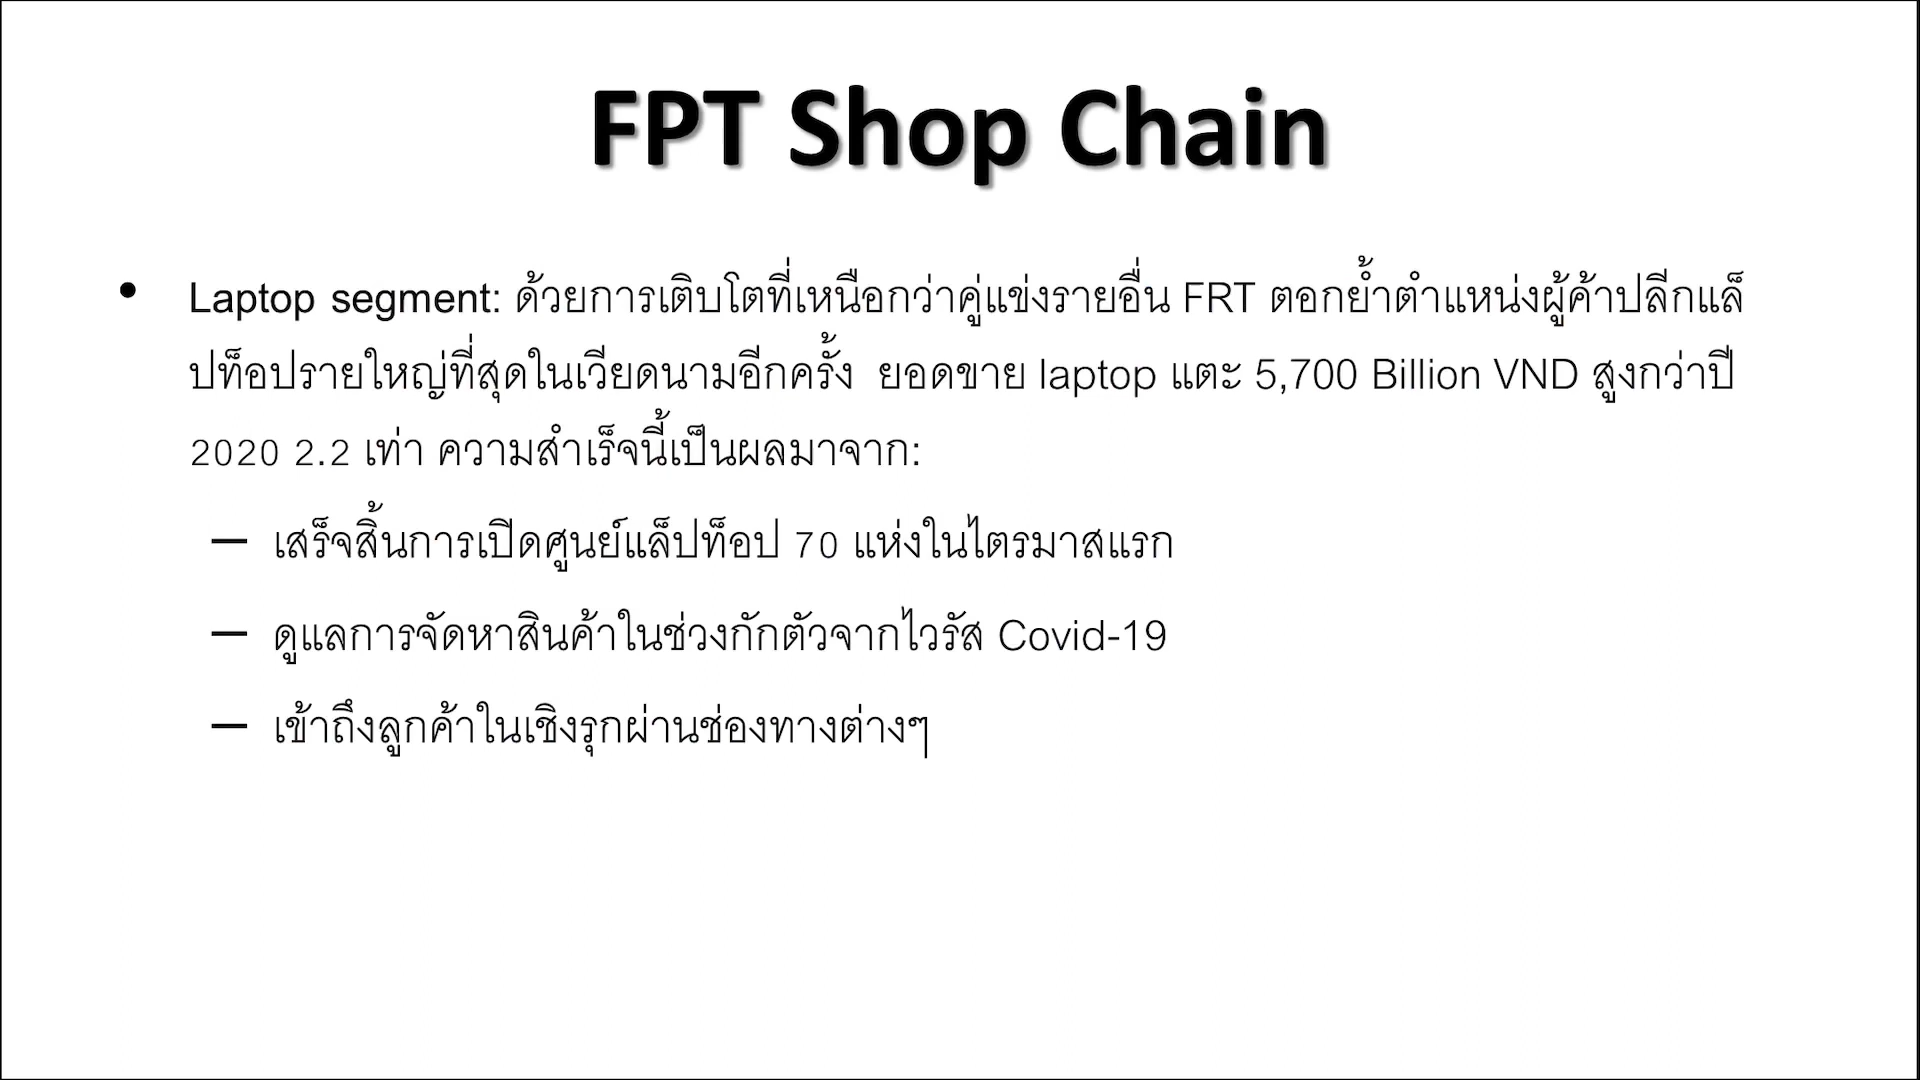 FPT Shop Chain
• Laptop segment: ด้วยการเติบโตที่เหนือกว่าคู่แข่งรายอื่น FRT ตอกย้ำตำแหน่งผู้ค้าปลีกแล็
ปท็อปรายใหญ่ที่สุดในเวียดนามอีกครั้ง ยอดขาย laptop แตะ 5,700 Billion VND สูงกว่าปี
2020 2.2 เท่า ความสำเร็จนี้เป็นผลมาจาก:
– เสร็จสิ้นการเปิดศูนย์แล็ปท็อป 70 แห่งในไตรมาสแรก
– ดูแลการจัดหาสินค้าในช่วงกักตัวจากไวรัส Covid-19
– เข้าถึงลูกค้าในเชิงรุกผ่านช่องทางต่างๆ